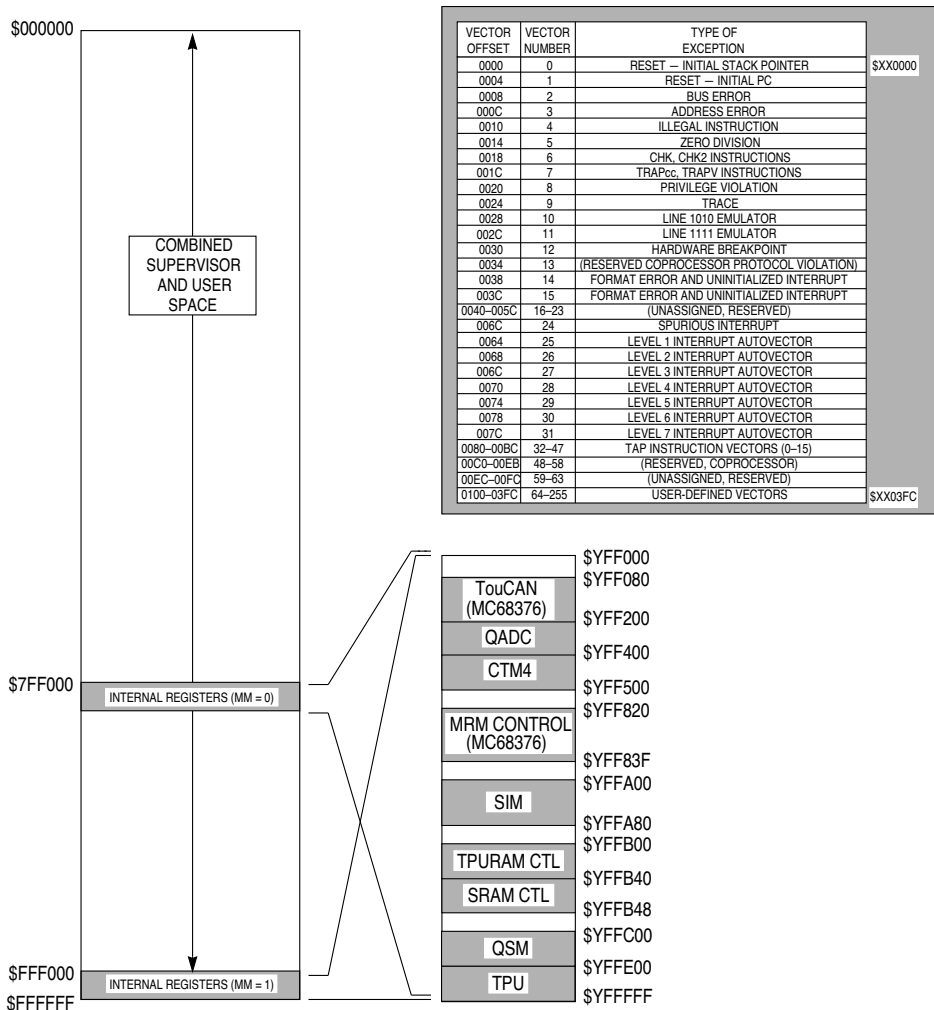 $000000
COMBINED
SUPERVISOR
AND USER
SPACE
$7FF000
INTERNAL REGISTERS (MM = 0)
$FFF000
INTERNAL REGISTERS (MM = 1)
$FFFFFF
VECTOR OFFSET VECTOR NUMBER TYPE OF EXCEPTION
0000 0 RESET — INITIAL STACK POINTER $XX0000
0004 1 RESET — INITIAL PC
0008 2 BUS ERROR
000C 3 ADDRESS ERROR
0010 4 ILLEGAL INSTRUCTION
0014 5 ZERO DIVISION
0018 6 CHK, CHK2 INSTRUCTIONS
001C 7 TRAPcc, TRAPV INSTRUCTIONS
0020 8 PRIVILEGE VIOLATION
0024 9 TRACE
0028 10 LINE 1010 EMULATOR
002C 11 LINE 1111 EMULATOR
0030 12 HARDWARE BREAKPOINT
0034 13 (RESERVED COPROCESSOR PROTOCOL VIOLATION)
0038 14 FORMAT ERROR AND UNINITIALIZED INTERRUPT
003C 15 FORMAT ERROR AND UNINITIALIZED INTERRUPT
0040–005C 16–23 (UNASSIGNED, RESERVED)
006C 24 SPURIOUS INTERRUPT
0064 25 LEVEL 1 INTERRUPT AUTOVECTOR
0068 26 LEVEL 2 INTERRUPT AUTOVECTOR
006C 27 LEVEL 3 INTERRUPT AUTOVECTOR
0070 28 LEVEL 4 INTERRUPT AUTOVECTOR
0074 29 LEVEL 5 INTERRUPT AUTOVECTOR
0078 30 LEVEL 6 INTERRUPT AUTOVECTOR
007C 31 LEVEL 7 INTERRUPT AUTOVECTOR
0080–00BC 32–47 TAP INSTRUCTION VECTORS (0–15)
00C0–00EB 48–58 (RESERVED, COPROCESSOR)
00EC–00FC 59–63 (UNASSIGNED, RESERVED)
0100–03FC 64–255 USER-DEFINED VECTORS $XX03FC
$YFF000
$YFF080
TouCAN
(MC68376)
$YFF200
QADC
$YFF400
CTM4
$YFF500
$YFF820
MRM CONTROL
(MC68376)
$YFF83F
$YFFA00
SIM
$YFFA80
$YFFB00
TPURAM CTL
$YFFB40
SRAM CTL
$YFFB48
$YFFC00
QSM
$YFFE00
TPU
$YFFFFF